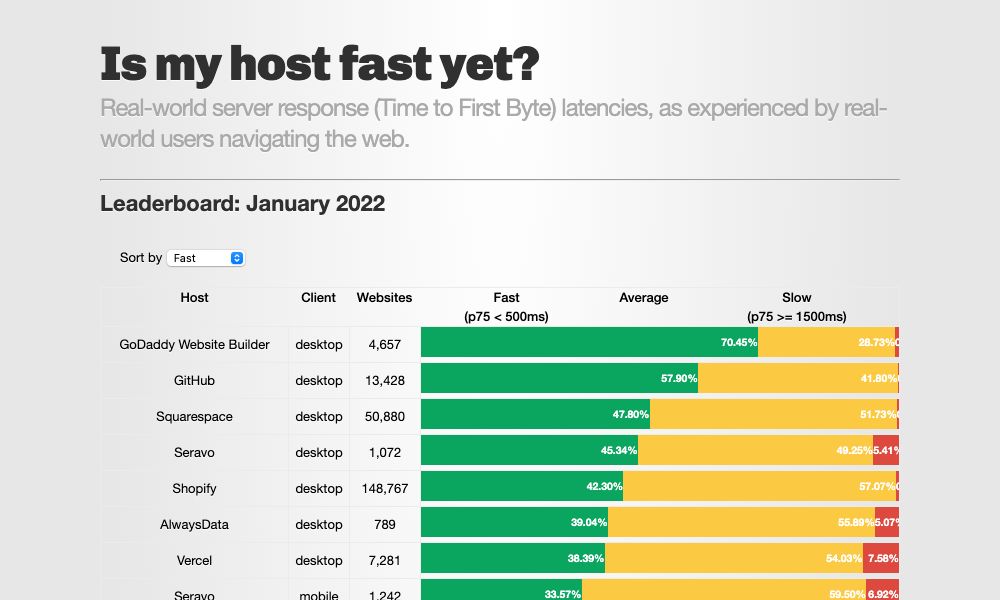 Is my host fast yet?
Real-world server response (Time to First Byte) latencies, as experienced by real-
world users navigating the web.
Leaderboard: January 2022
Sort by Fast
Host Client Websites Fast Average Slow
(p75 < 500ms) (p75 >= 1500ms)
GoDaddy Website Builder desktop 4,657 70.45% 28.73%
GitHub desktop 13,428 57.90% 41.80%
Squarespace desktop 50,880 47.80% 51.73%
Seravo desktop 1,072 45.34% 49.25% 5.41%
Shopify desktop 148,767 42.30% 57.07%
AlwaysData desktop 789 39.04% 55.89% 5.07%
Vercel desktop 7,281 38.39% 54.03% 7.58%
Seravo mobile 1,242 33.57% 59.50% 6.92%